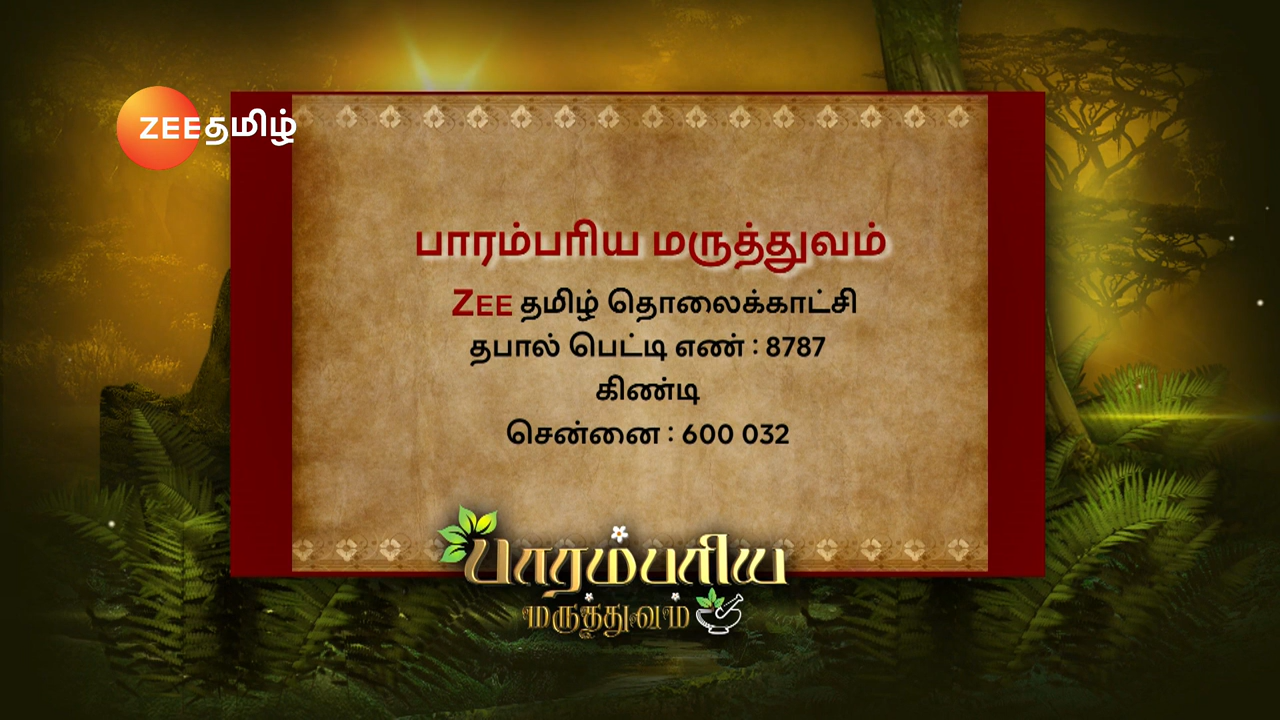 ZEEதமிழ்
பாரம்பரிய மருத்துவம்
ZEE தமிழ் தொலைக்காட்சி
தபால் பெட்டி எண் : 8787
கிண்டி
சென்னை : 600 032
பாரம்பரிய
மருத்துவம்